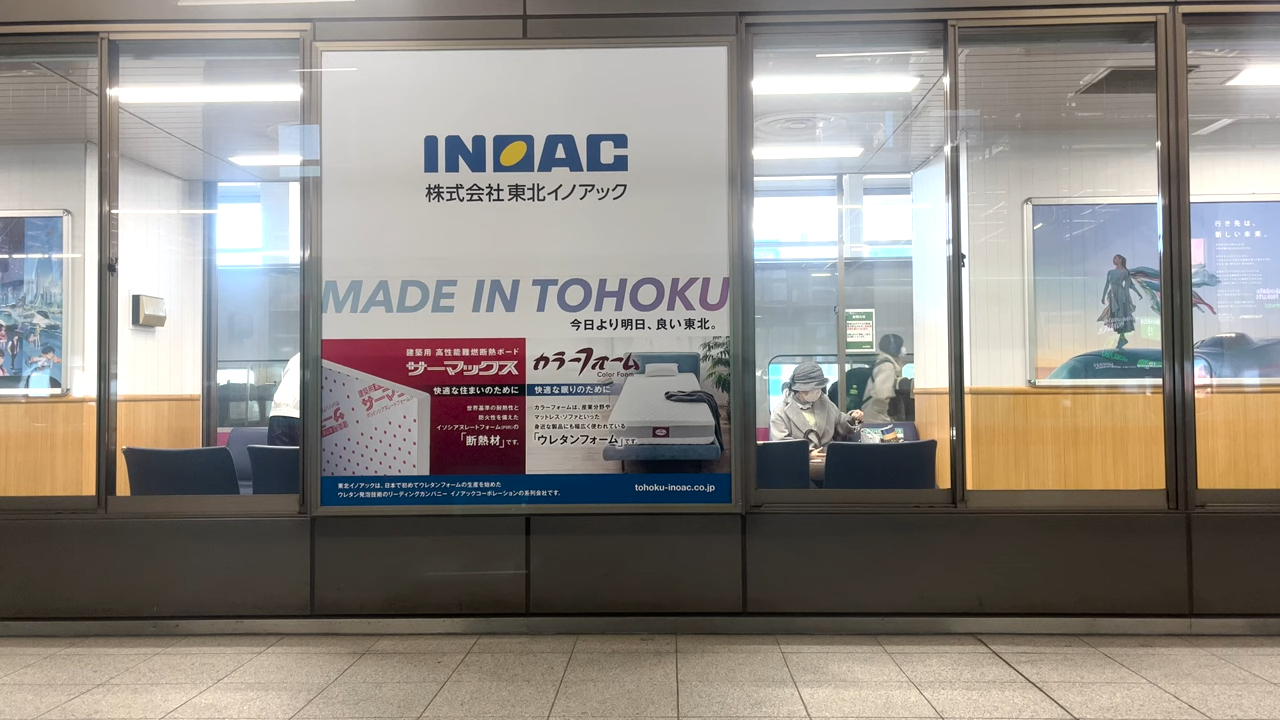 INOAC
株式会社 東北イノアック
MADE IN TOHOKU
今日より明日、良い東北。
建築用 高性能難燃断熱ボード
サーマックス
快適な住まいのために
世界基準の耐熱性と
防火性を備えた
イソシアヌレートフォーム(PIR)の
「断熱材」です。
カラーフォーム
Color Foam
快適な眠りのために
カラーフォームは、産業分野や
マットレス・ソファといった
身近な製品にも幅広く使われている
「ウレタンフォーム」です。
東北イノアックは、日本で初めてウレタンフォームの生産を始めた
ウレタン発泡技術のリーディングカンパニー イノアックコーポレーションの系列会社です。
tohoku-inoac.co.jp
行き先は、
新しい未来。